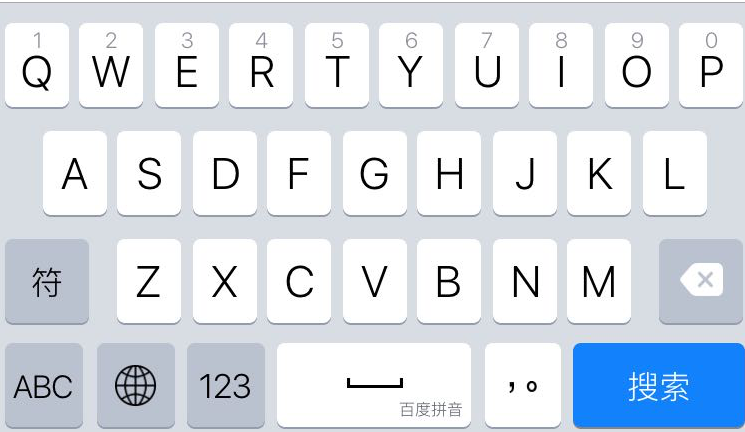 1 2 3 4 5 6 7 8 9 0
Q W E R T Y U I O P
A S D F G H J K L
符 Z X C V B N M
ABC 123 百度拼音 ，。 搜索